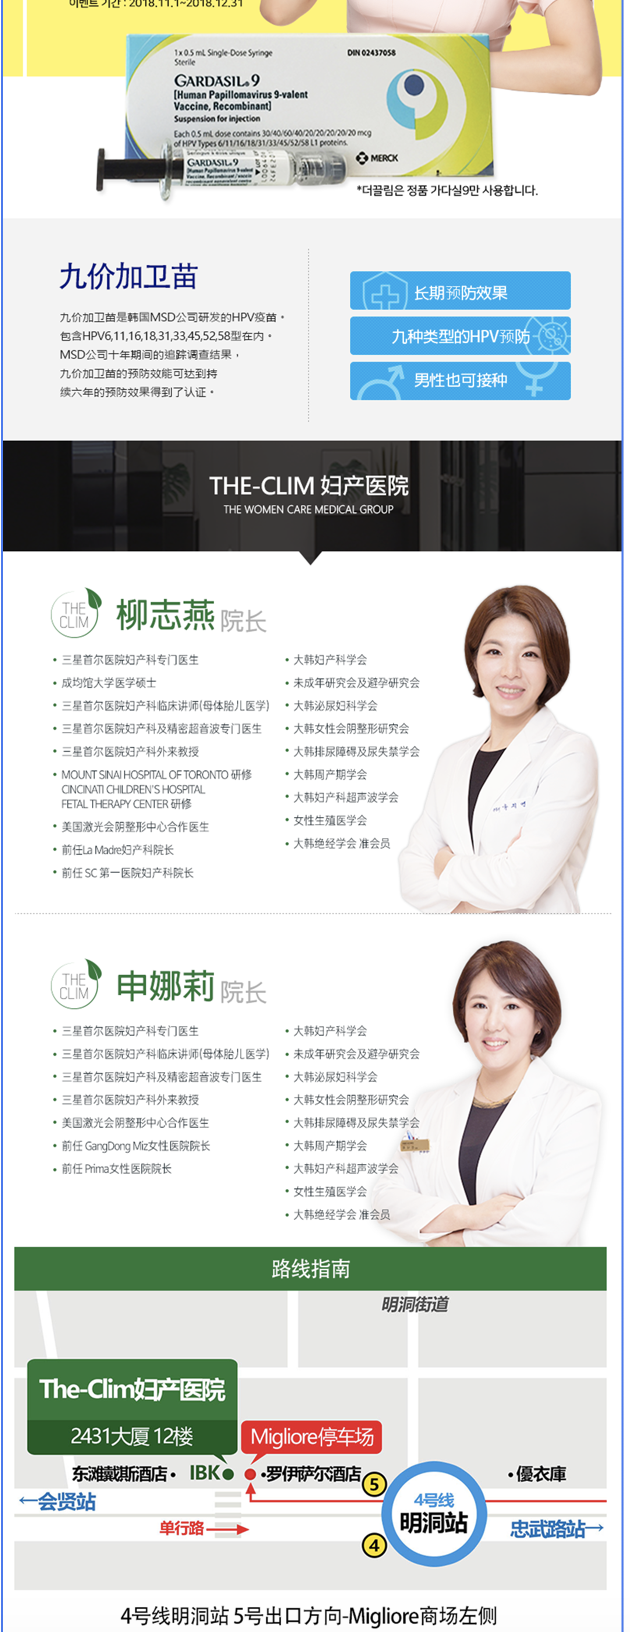 이벤트 기간 : 2018.11.1~2018.12.31
1 x 0.5 mL Single-Dose Syringe
Sterile
DIN 02437058
GARDASIL® 9
[Human Papillomavirus 9-valent
Vaccine, Recombinant]
Suspension for injection
Each 0.5 mL dose contains 30/40/60/40/20/20/20/20/20 mcg
of HPV Types 6/11/16/18/31/33/45/52/58 L1 proteins.
MERCK
GARDASIL® 9
[Human Papillomavirus 9-valent
Vaccine, Recombinant]
*더끌림은 정품 가다실9만 사용합니다.
九价加卫苗
九价加卫苗是韩国MSD公司研发的HPV疫苗。
包含HPV6,11,16,18,31,33,45,52,58型在内。
MSD公司十年期间的追踪调查结果，
九价加卫苗的预防效能可达到持
续六年的预防效果得到了认证。
长期预防效果
九种类型的HPV预防
男性也可接种
THE-CLIM 妇产医院
THE WOMEN CARE MEDICAL GROUP
THE
CLIM
柳志燕 院长
• 三星首尔医院妇产科专门医生
• 成均馆大学医学硕士
• 三星首尔医院妇产科临床讲师(母体胎儿医学)
• 三星首尔医院妇产科及精密超音波专门医生
• 三星首尔医院妇产科外来教授
• MOUNT SINAI HOSPITAL OF TORONTO 研修
CINCINATI CHILDREN'S HOSPITAL
FETAL THERAPY CENTER 研修
• 美国激光会阴整形中心合作医生
• 前任La Madre妇产科院长
• 前任 SC 第一医院妇产科院长
• 大韩妇产科学会
• 未成年研究会及避孕研究会
• 大韩泌尿妇科学会
• 大韩女性会阴整形研究会
• 大韩排尿障碍及尿失禁学会
• 大韩周产期学会
• 大韩妇产科超声波学会
• 女性生殖医学会
• 大韩绝经学会 准会员
THE
CLIM
申娜莉 院长
• 三星首尔医院妇产科专门医生
• 三星首尔医院妇产科临床讲师(母体胎儿医学)
• 三星首尔医院妇产科及精密超音波专门医生
• 三星首尔医院妇产科外来教授
• 美国激光会阴整形中心合作医生
• 前任 GangDong Miz女性医院院长
• 前任 Prima女性医院院长
• 大韩妇产科学会
• 未成年研究会及避孕研究会
• 大韩泌尿妇科学会
• 大韩女性会阴整形研究会
• 大韩排尿障碍及尿失禁学会
• 大韩周产期学会
• 大韩妇产科超声波学会
• 女性生殖医学会
• 大韩绝经学会 准会员
路线指南
明洞街道
The-Clim妇产医院
2431大厦 12楼
Migliore停车场
东滩戴斯酒店•
IBK
•罗伊萨尔酒店
5
4号线
明洞站
•優衣庫
←会贤站
单行路
4
忠武路站→
4号线明洞站 5号出口方向-Migliore商场左侧